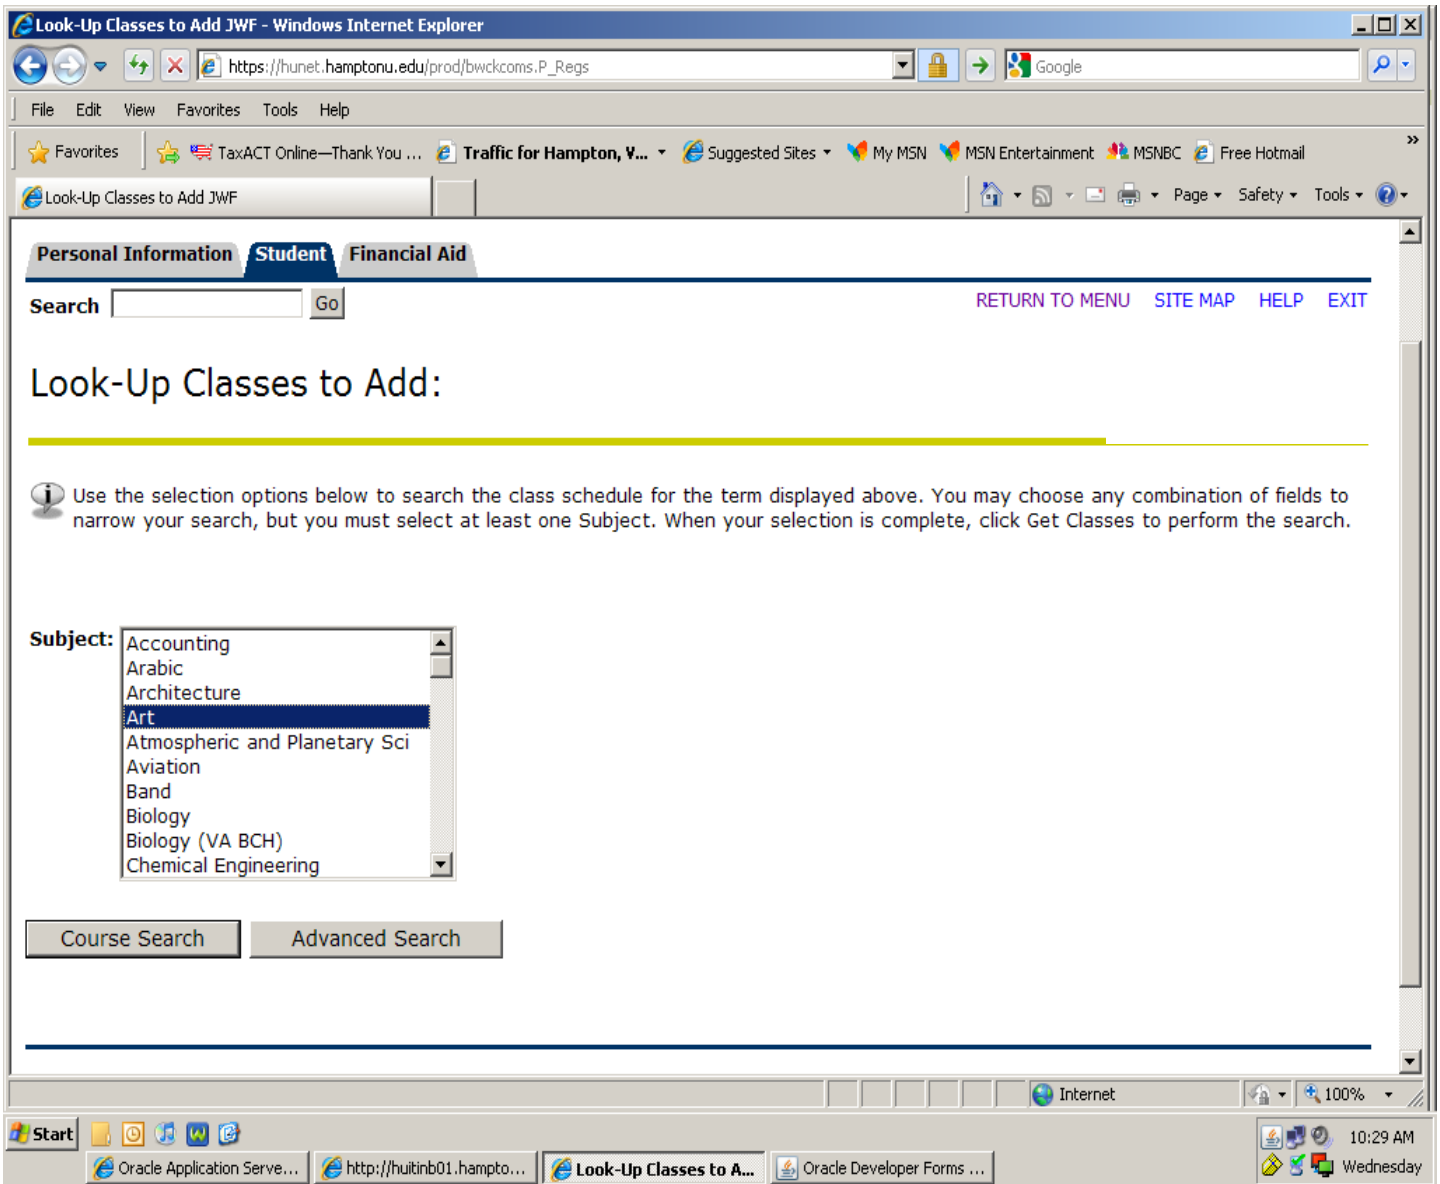 Look-Up Classes to Add JWF - Windows Internet Explorer
https://hunet.hamptonu.edu/prod/bwckcoms.P_Regs
Google
File Edit View Favorites Tools Help
Favorites TaxACT Online—Thank You ... Traffic for Hampton, V... Suggested Sites My MSN MSN Entertainment MSNBC Free Hotmail »
Look-Up Classes to Add JWF
Page Safety Tools
Personal Information Student Financial Aid
Search Go RETURN TO MENU SITE MAP HELP EXIT
Look-Up Classes to Add:
Use the selection options below to search the class schedule for the term displayed above. You may choose any combination of fields to
narrow your search, but you must select at least one Subject. When your selection is complete, click Get Classes to perform the search.
Subject:
Accounting
Arabic
Architecture
Art
Atmospheric and Planetary Sci
Aviation
Band
Biology
Biology (VA BCH)
Chemical Engineering
Course Search Advanced Search
Internet 100%
Start 10:29 AM
Oracle Application Serve... http://huitinb01.hampto... Look-Up Classes to A... Oracle Developer Forms ... Wednesday